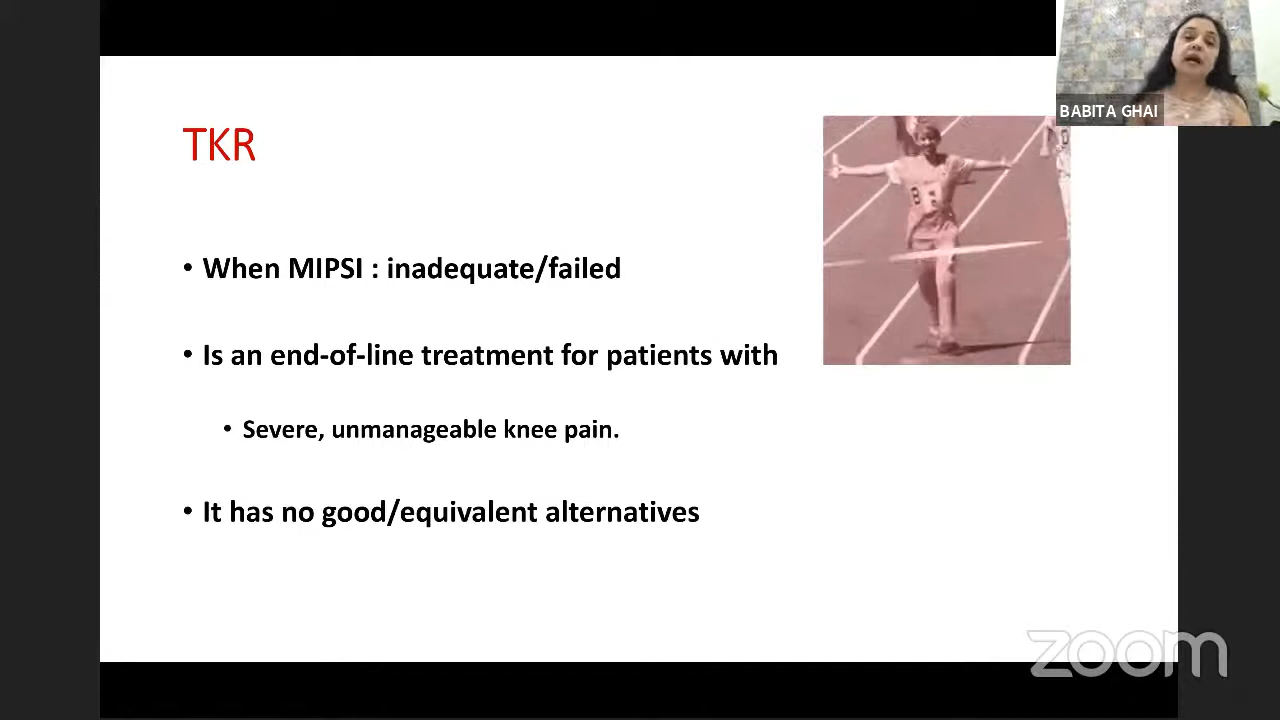 BABITA GHAI
TKR
• When MIPSI : inadequate/failed
• Is an end-of-line treatment for patients with
• Severe, unmanageable knee pain.
• It has no good/equivalent alternatives
zoom